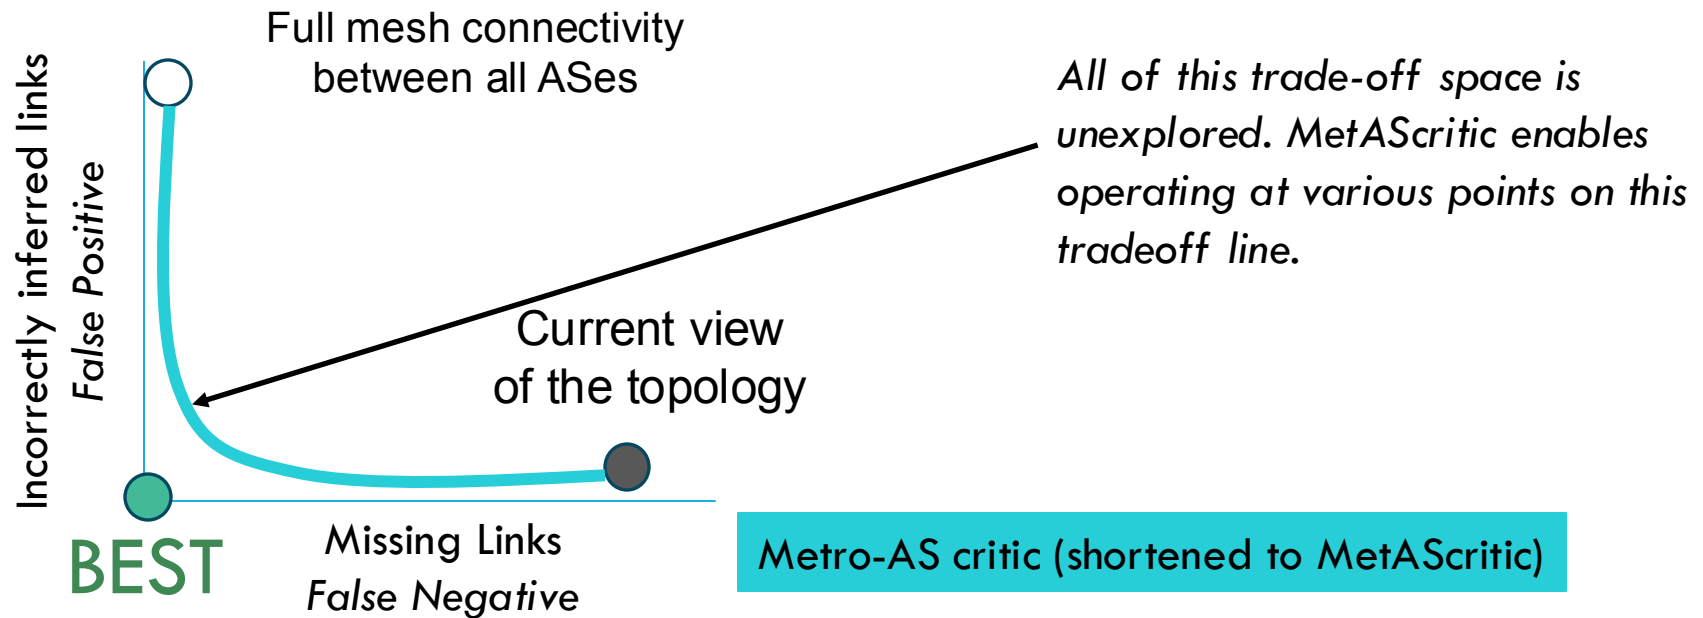 Full mesh connectivity
between all ASes
Incorrectly inferred links
False Positive
All of this trade-off space is
unexplored. MetAScritic enables
operating at various points on this
tradeoff line.
Current view
of the topology
BEST
Missing Links
False Negative
Metro-AS critic (shortened to MetAScritic)